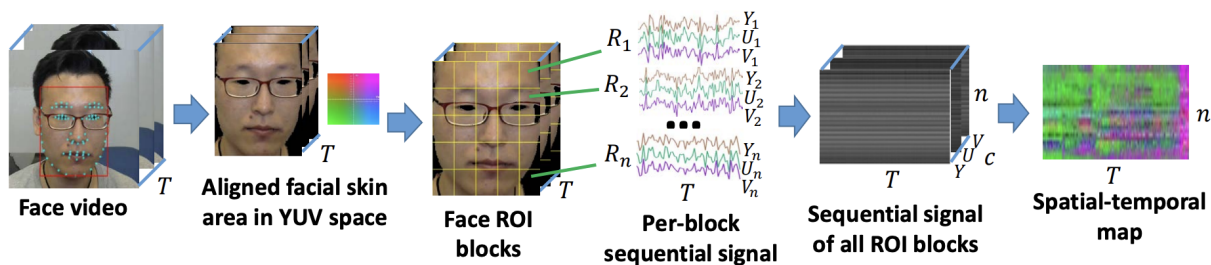 T
Face video
T
Aligned facial skin
area in YUV space
R₁
R₂
Rₙ
T
Face ROI
blocks
Y₁
U₁
V₁
Y₂
U₂
V₂
Yₙ
Uₙ
Vₙ
T
Per-block
sequential signal
n
V
U
Y
C
T
Sequential signal
of all ROI blocks
n
T
Spatial-temporal
map